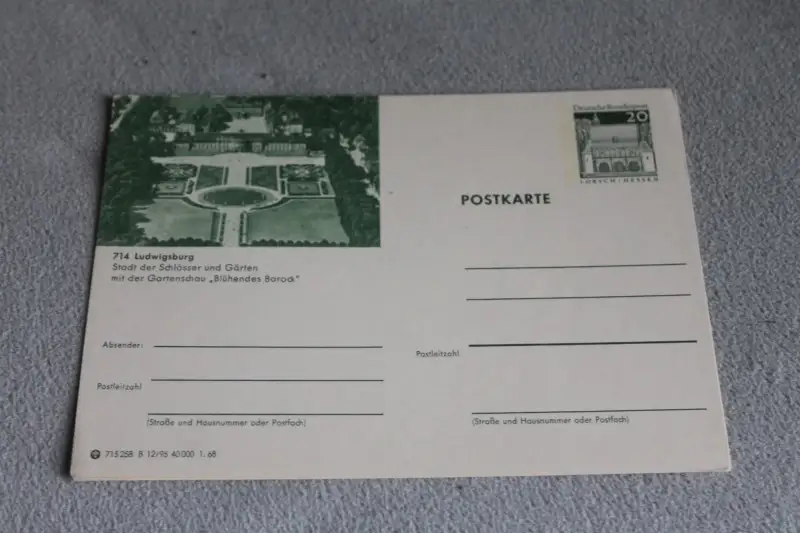 Deutsche Bundespost
20
LORSCH/HESSEN
POSTKARTE
714 Ludwigsburg
Stadt der Schlösser und Gärten
mit der Gartenschau „Blühendes Barock“
Absender:
Postleitzahl
(Straße und Hausnummer oder Postfach)
Postleitzahl
(Straße und Hausnummer oder Postfach)
715 258 B 12/95 40 000 1. 68